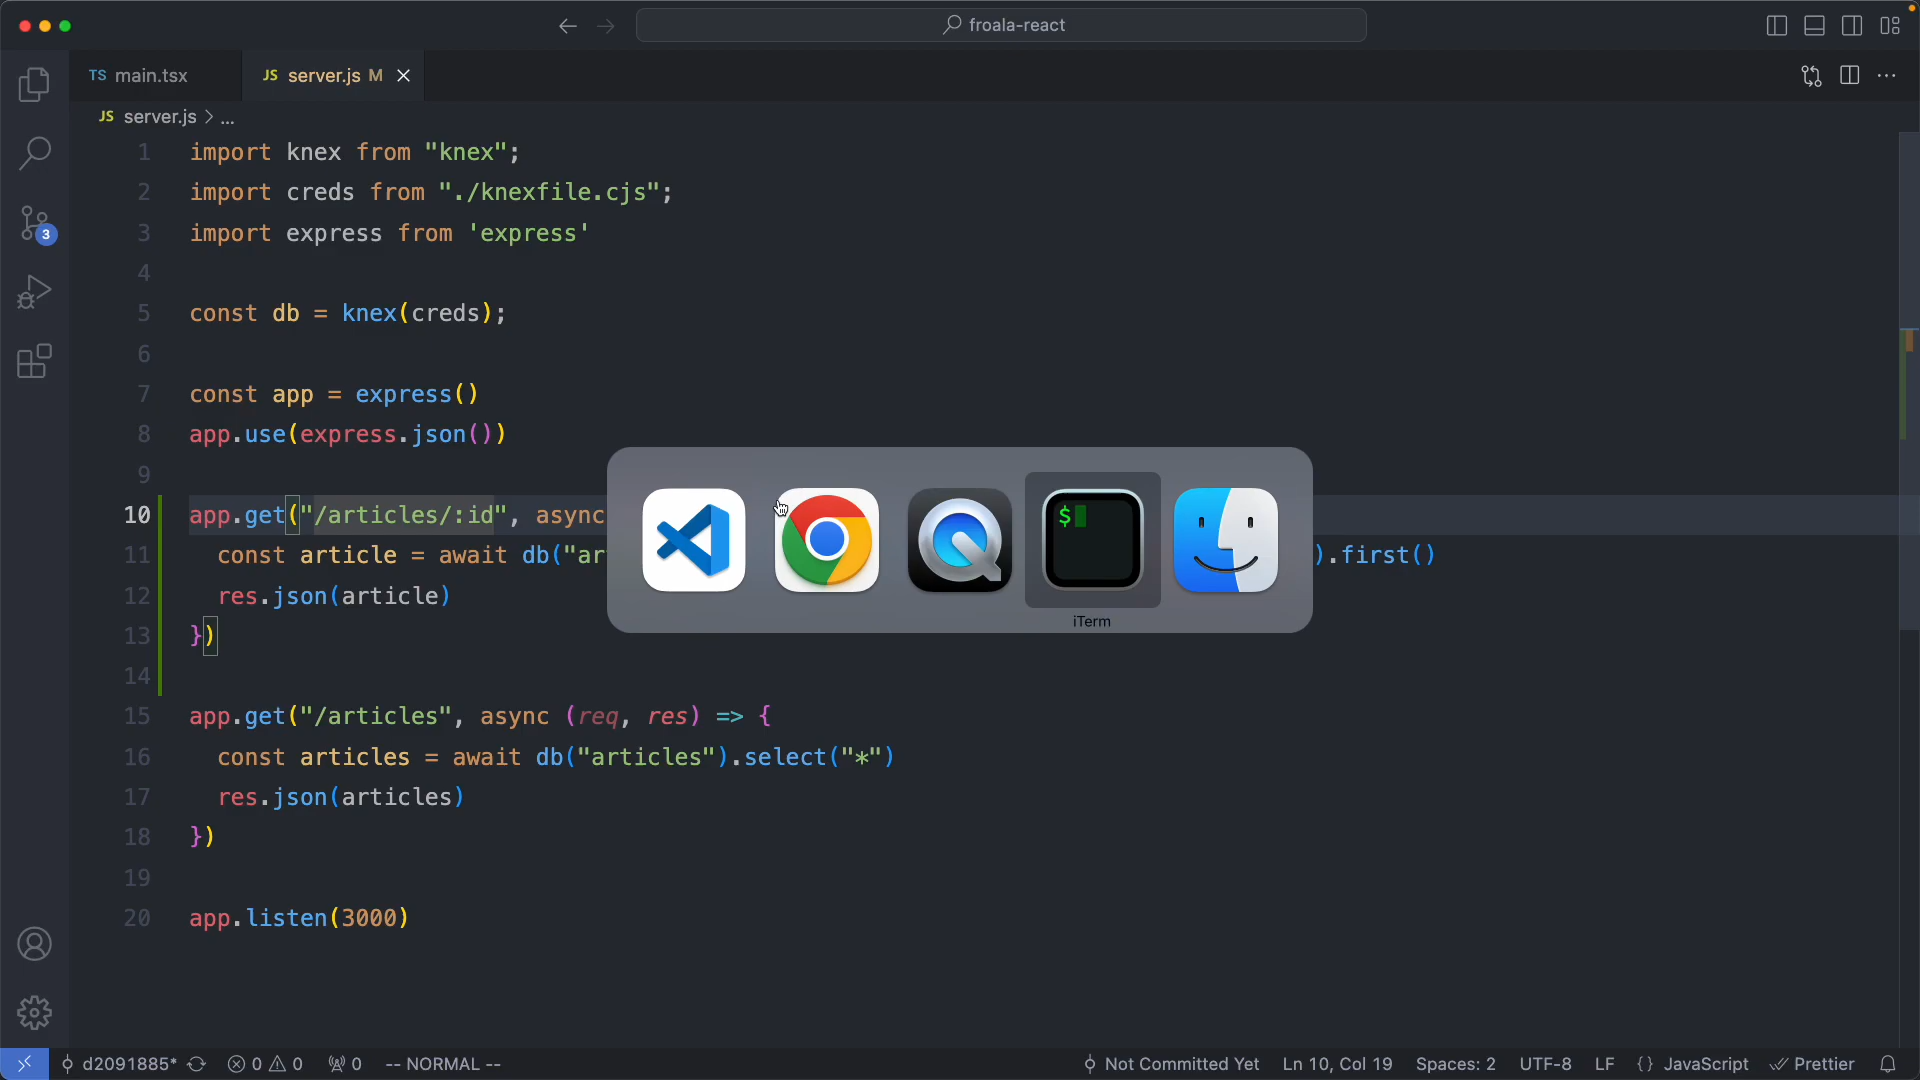 froala-react
TS main.tsx
JS server.js M
JS server.js > ...
1 import knex from "knex";
2 import creds from "./knexfile.cjs";
3 import express from 'express'
4
5 const db = knex(creds);
6
7 const app = express()
8 app.use(express.json())
9
10 app.get("/articles/:id", async
11 const article = await db("ar ).first()
12 res.json(article)
13 })
14
15 app.get("/articles", async (req, res) => {
16 const articles = await db("articles").select("*")
17 res.json(articles)
18 })
19
20 app.listen(3000)
3
$
iTerm
d2091885* 0 0 0 -- NORMAL -- Not Committed Yet Ln 10, Col 19 Spaces: 2 UTF-8 LF {} JavaScript Prettier